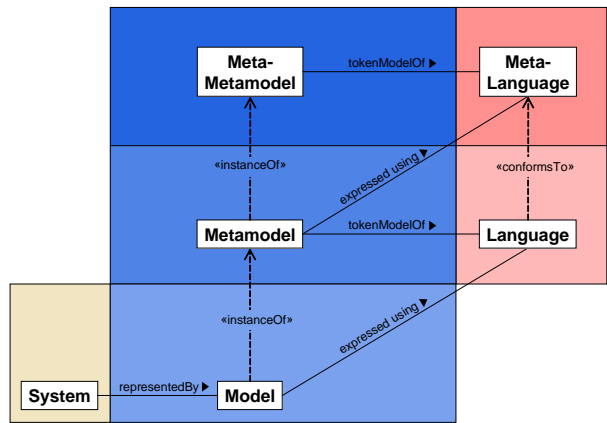 Meta-
Metamodel
tokenModelOf ▶
Meta-
Language
«instanceOf»
expressed using ▼
«conformsTo»
Metamodel
tokenModelOf ▶
Language
«instanceOf»
expressed using ▼
System
representedBy ▶
Model